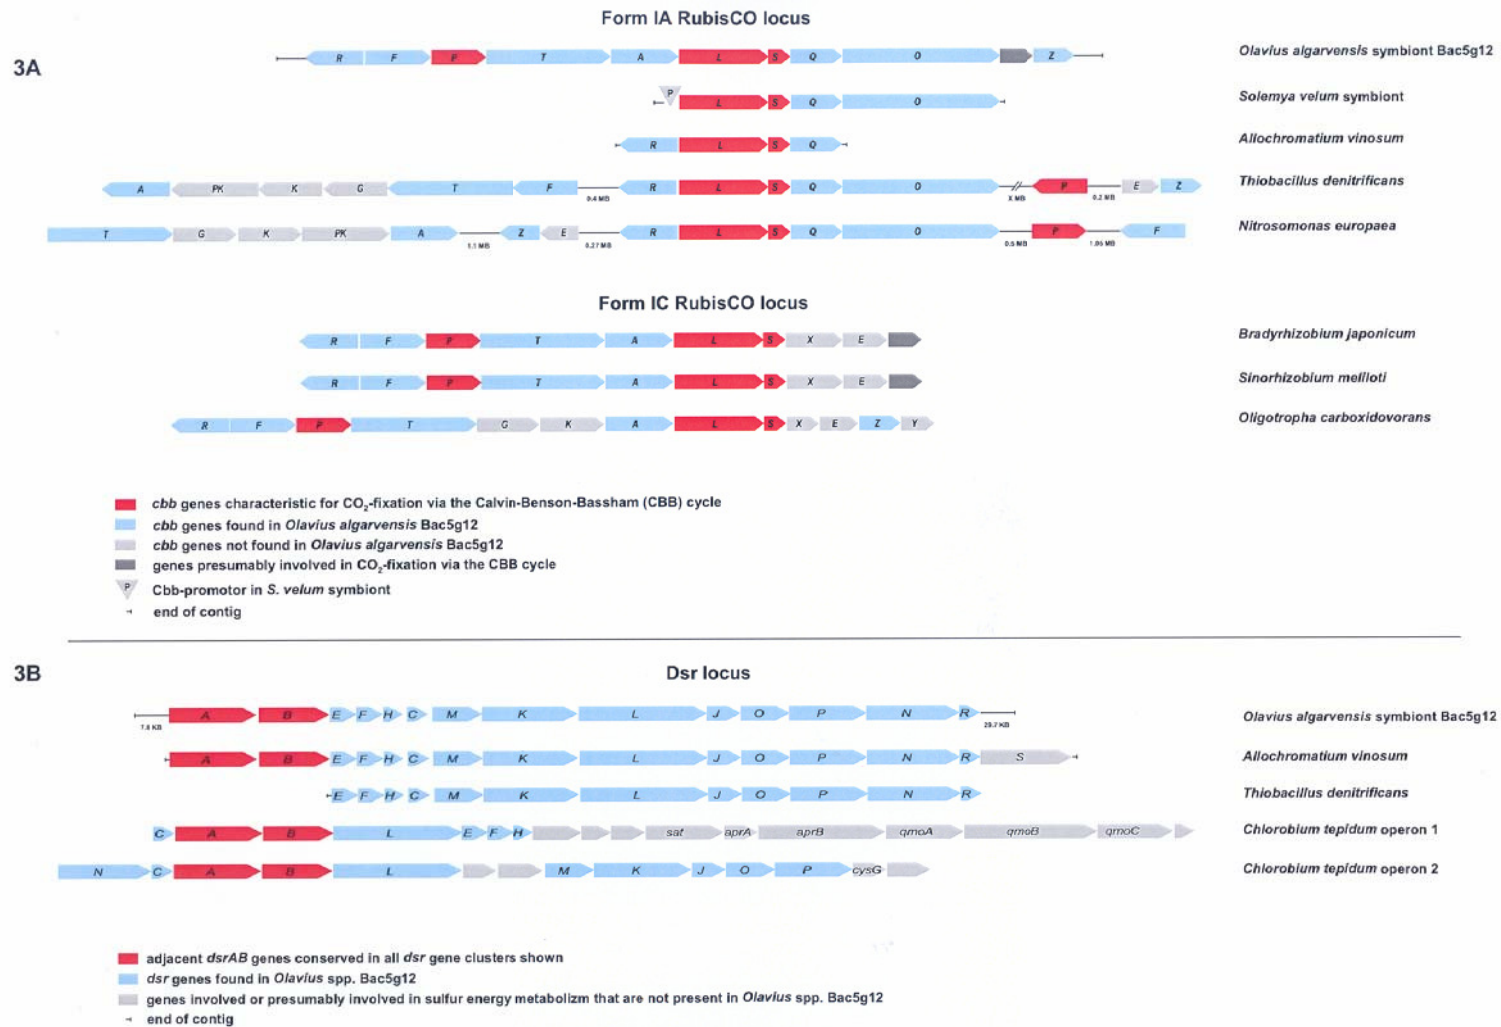 Form IA RubisCO locus
3A
R F P T A L S Q O Z Olavius algarvensis symbiont Bac5g12
P L S Q O Solemya velum symbiont
R L S Q Allochromatium vinosum
A PK K G T F R L S Q O P E Z Thiobacillus denitrificans
0.4 MB X MB 0.2 MB
T G K PK A Z E R L S Q O P F Nitrosomonas europaea
1.1 MB 0.27 MB 0.5 MB 1.05 MB
Form IC RubisCO locus
R F P T A L S X E Bradyrhizobium japonicum
R F P T A L S X E Sinorhizobium meliloti
R F P T G K A L S X E Z Y Oligotropha carboxidovorans
cbb genes characteristic for CO2-fixation via the Calvin-Benson-Bassham (CBB) cycle
cbb genes found in Olavius algarvensis Bac5g12
cbb genes not found in Olavius algarvensis Bac5g12
genes presumably involved in CO2-fixation via the CBB cycle
P Cbb-promotor in S. velum symbiont
end of contig
3B
Dsr locus
A B E F H C M K L J O P N R Olavius algarvensis symbiont Bac5g12
7.8 KB 29.7 KB
A B E F H C M K L J O P N R S Allochromatium vinosum
E F H C M K L J O P N R Thiobacillus denitrificans
C A B L E F H sat aprA aprB qmoA qmoB qmoC Chlorobium tepidum operon 1
N C A B L M K J O P cysG Chlorobium tepidum operon 2
adjacent dsrAB genes conserved in all dsr gene clusters shown
dsr genes found in Olavius spp. Bac5g12
genes involved or presumably involved in sulfur energy metabolizm that are not present in Olavius spp. Bac5g12
end of contig